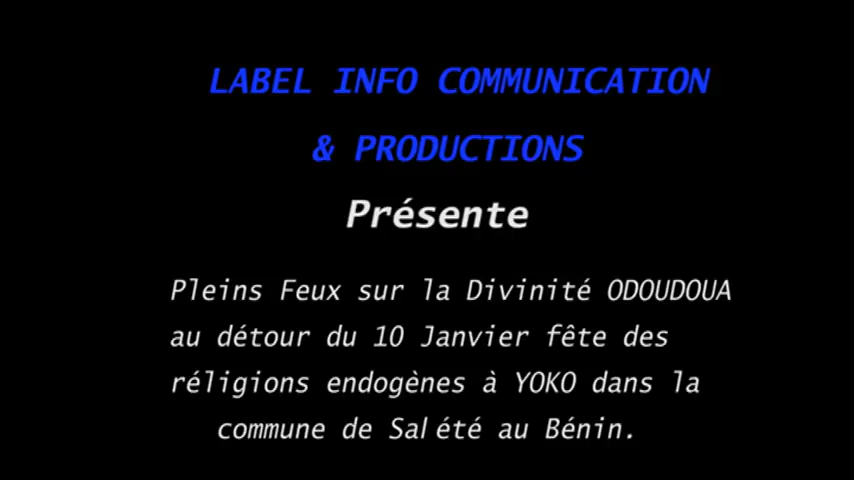 LABEL INFO COMMUNICATION
& PRODUCTIONS
Présente
Pleins Feux sur la Divinité ODOUDOUA
au détour du 10 Janvier fête des
réligions endogènes à YOKO dans la
commune de Salété au Bénin.